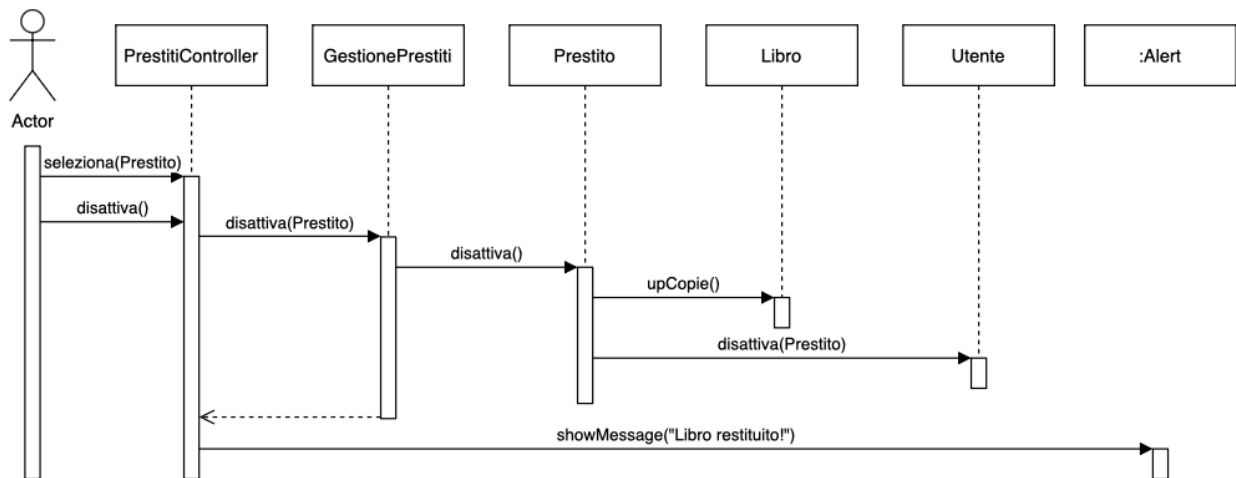 PrestitiController
GestionePrestiti
Prestito
Libro
Utente
:Alert
Actor
seleziona(Prestito)
disattiva()
disattiva(Prestito)
disattiva()
upCopie()
disattiva(Prestito)
showMessage("Libro restituito!")